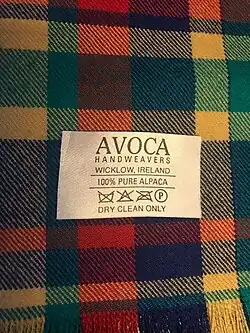 AVOCA
HANDWEAVERS
WICKLOW, IRELAND
100% PURE ALPACA
P
DRY CLEAN ONLY